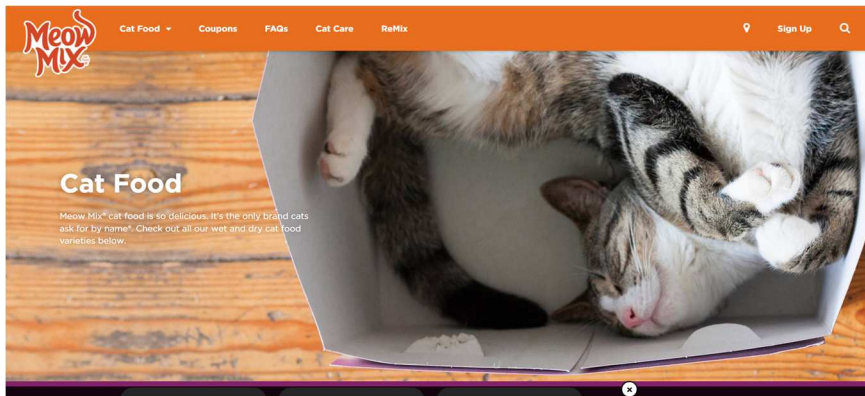 Meow
Mix®
Cat Food
Coupons
FAQs
Cat Care
ReMix
Sign Up
Cat Food
Meow Mix® cat food is so delicious. It's the only brand cats
ask for by name®. Check out all our wet and dry cat food
varieties below.